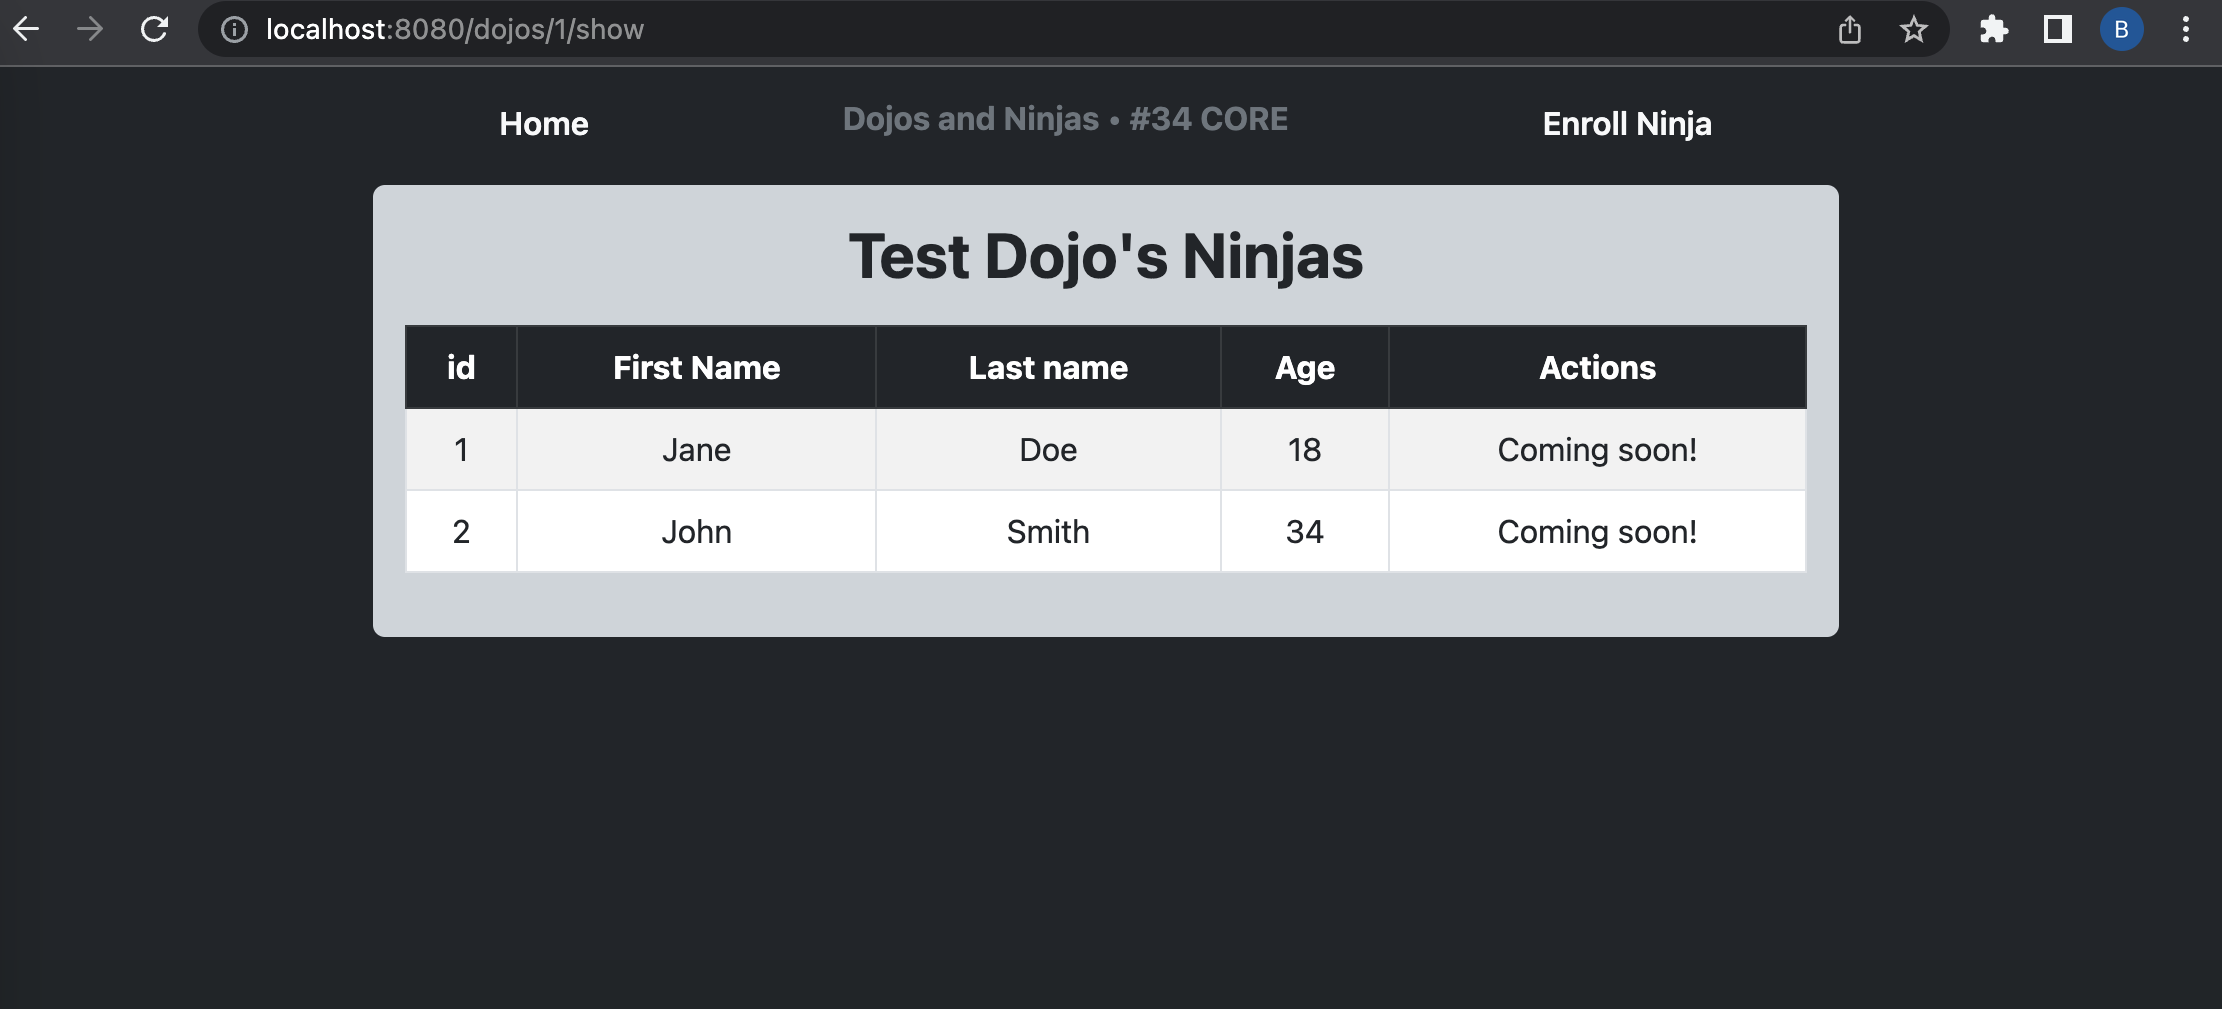 localhost:8080/dojos/1/show
B
Home Dojos and Ninjas • #34 CORE Enroll Ninja
Test Dojo's Ninjas
id First Name Last name Age Actions
1 Jane Doe 18 Coming soon!
2 John Smith 34 Coming soon!